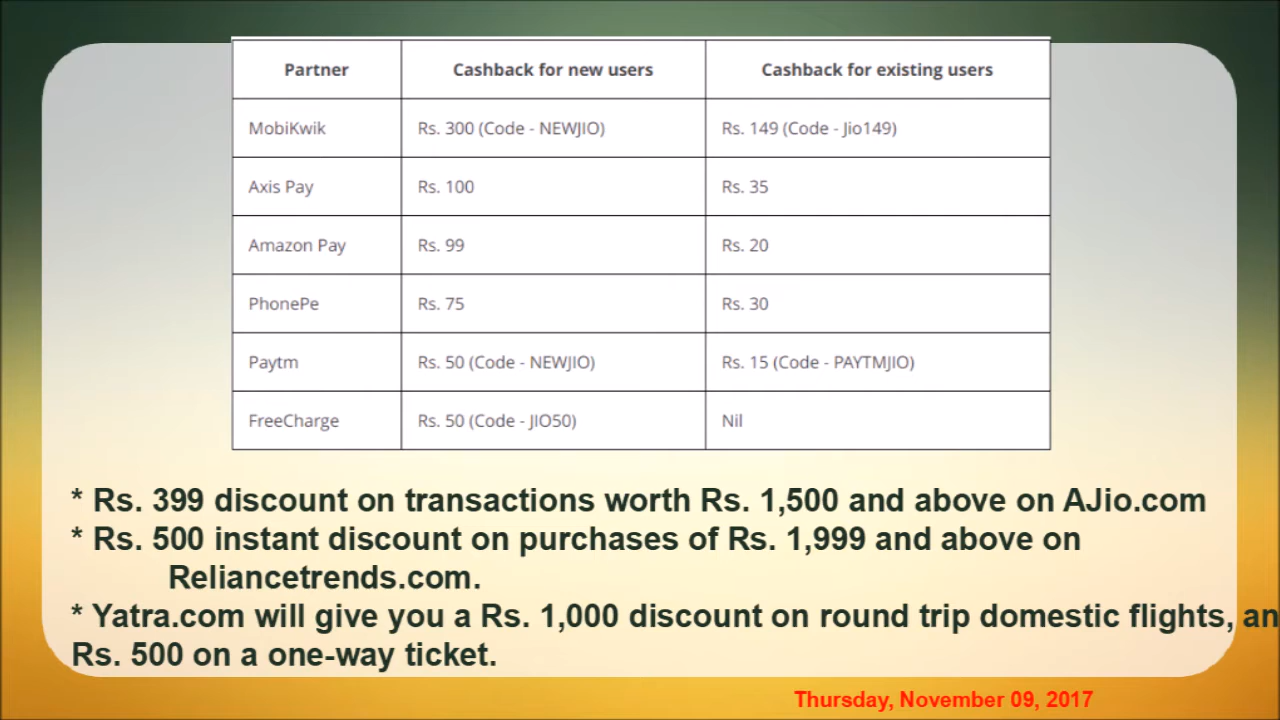 Partner Cashback for new users Cashback for existing users
MobiKwik Rs. 300 (Code - NEWJIO) Rs. 149 (Code - Jio149)
Axis Pay Rs. 100 Rs. 35
Amazon Pay Rs. 99 Rs. 20
PhonePe Rs. 75 Rs. 30
Paytm Rs. 50 (Code - NEWJIO) Rs. 15 (Code - PAYTMJIO)
FreeCharge Rs. 50 (Code - JIO50) Nil
* Rs. 399 discount on transactions worth Rs. 1,500 and above on AJio.com
* Rs. 500 instant discount on purchases of Rs. 1,999 and above on
Reliancetrends.com.
* Yatra.com will give you a Rs. 1,000 discount on round trip domestic flights, an
Rs. 500 on a one-way ticket.
Thursday, November 09, 2017